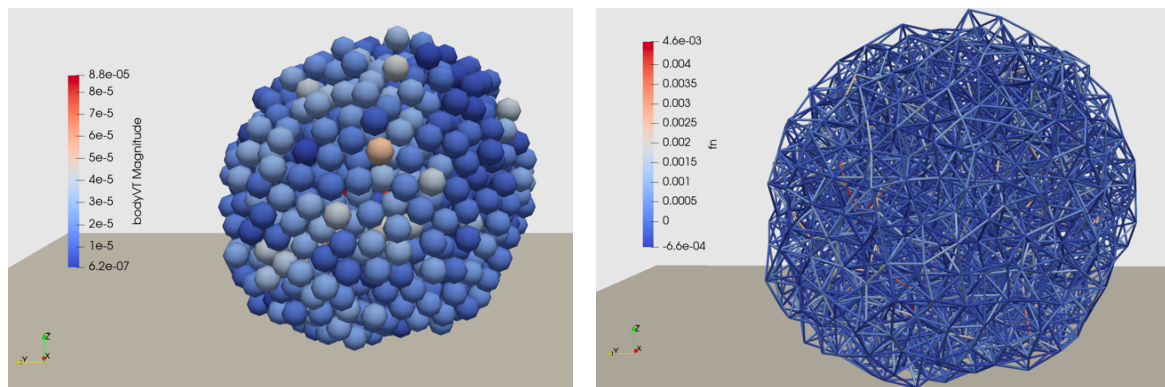 8.8e-05
8e-5
7e-5
6e-5
5e-5
4e-5
3e-5
2e-5
1e-5
6.2e-07
bodyVT Magnitude
Z
Y
X
4.6e-03
0.004
0.0035
0.003
0.0025
0.002
0.0015
0.001
0.0005
0
-6.6e-04
fn
Z
Y
X